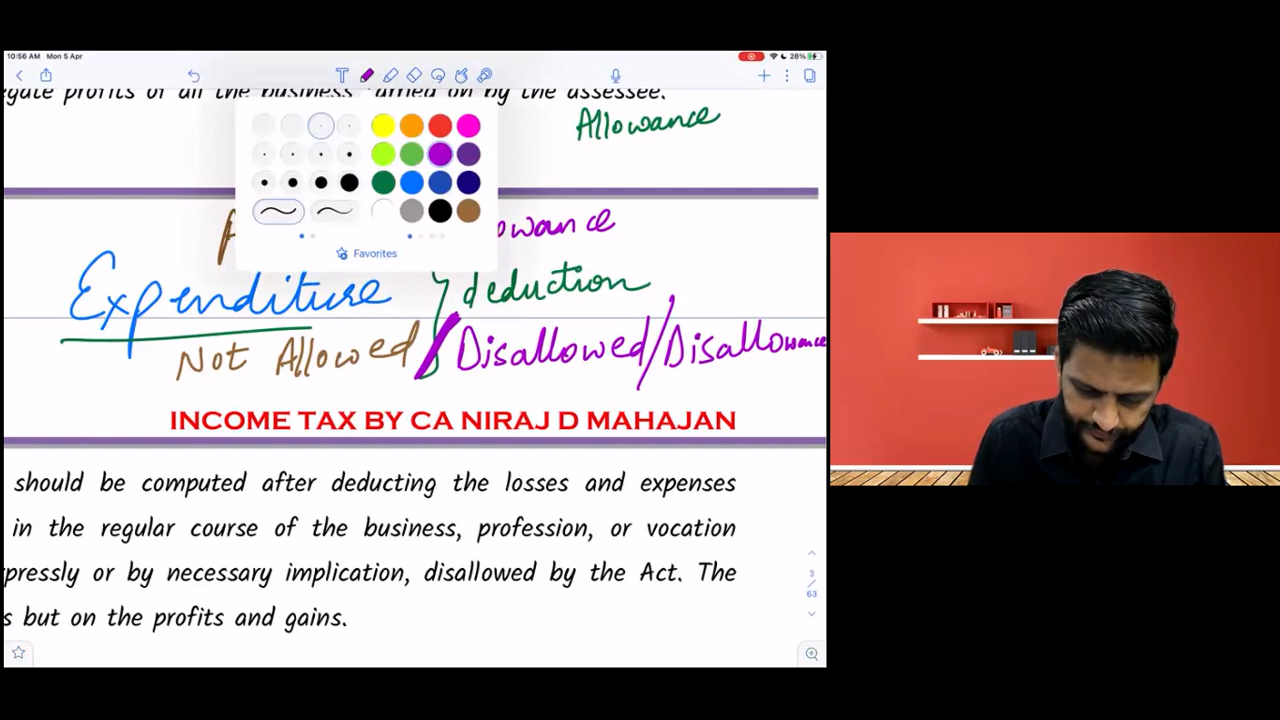 10:56 AM Mon 5 Apr
28%
egate profits of all the business carried on by the assessee.
Allowance
owance
Favorites
Expenditure
deduction
Not Allowed
Disallowed/Disallowance
INCOME TAX BY CA NIRAJ D MAHAJAN
should be computed after deducting the losses and expenses
in the regular course of the business, profession, or vocation
pressly or by necessary implication, disallowed by the Act. The
s but on the profits and gains.
3
/
63